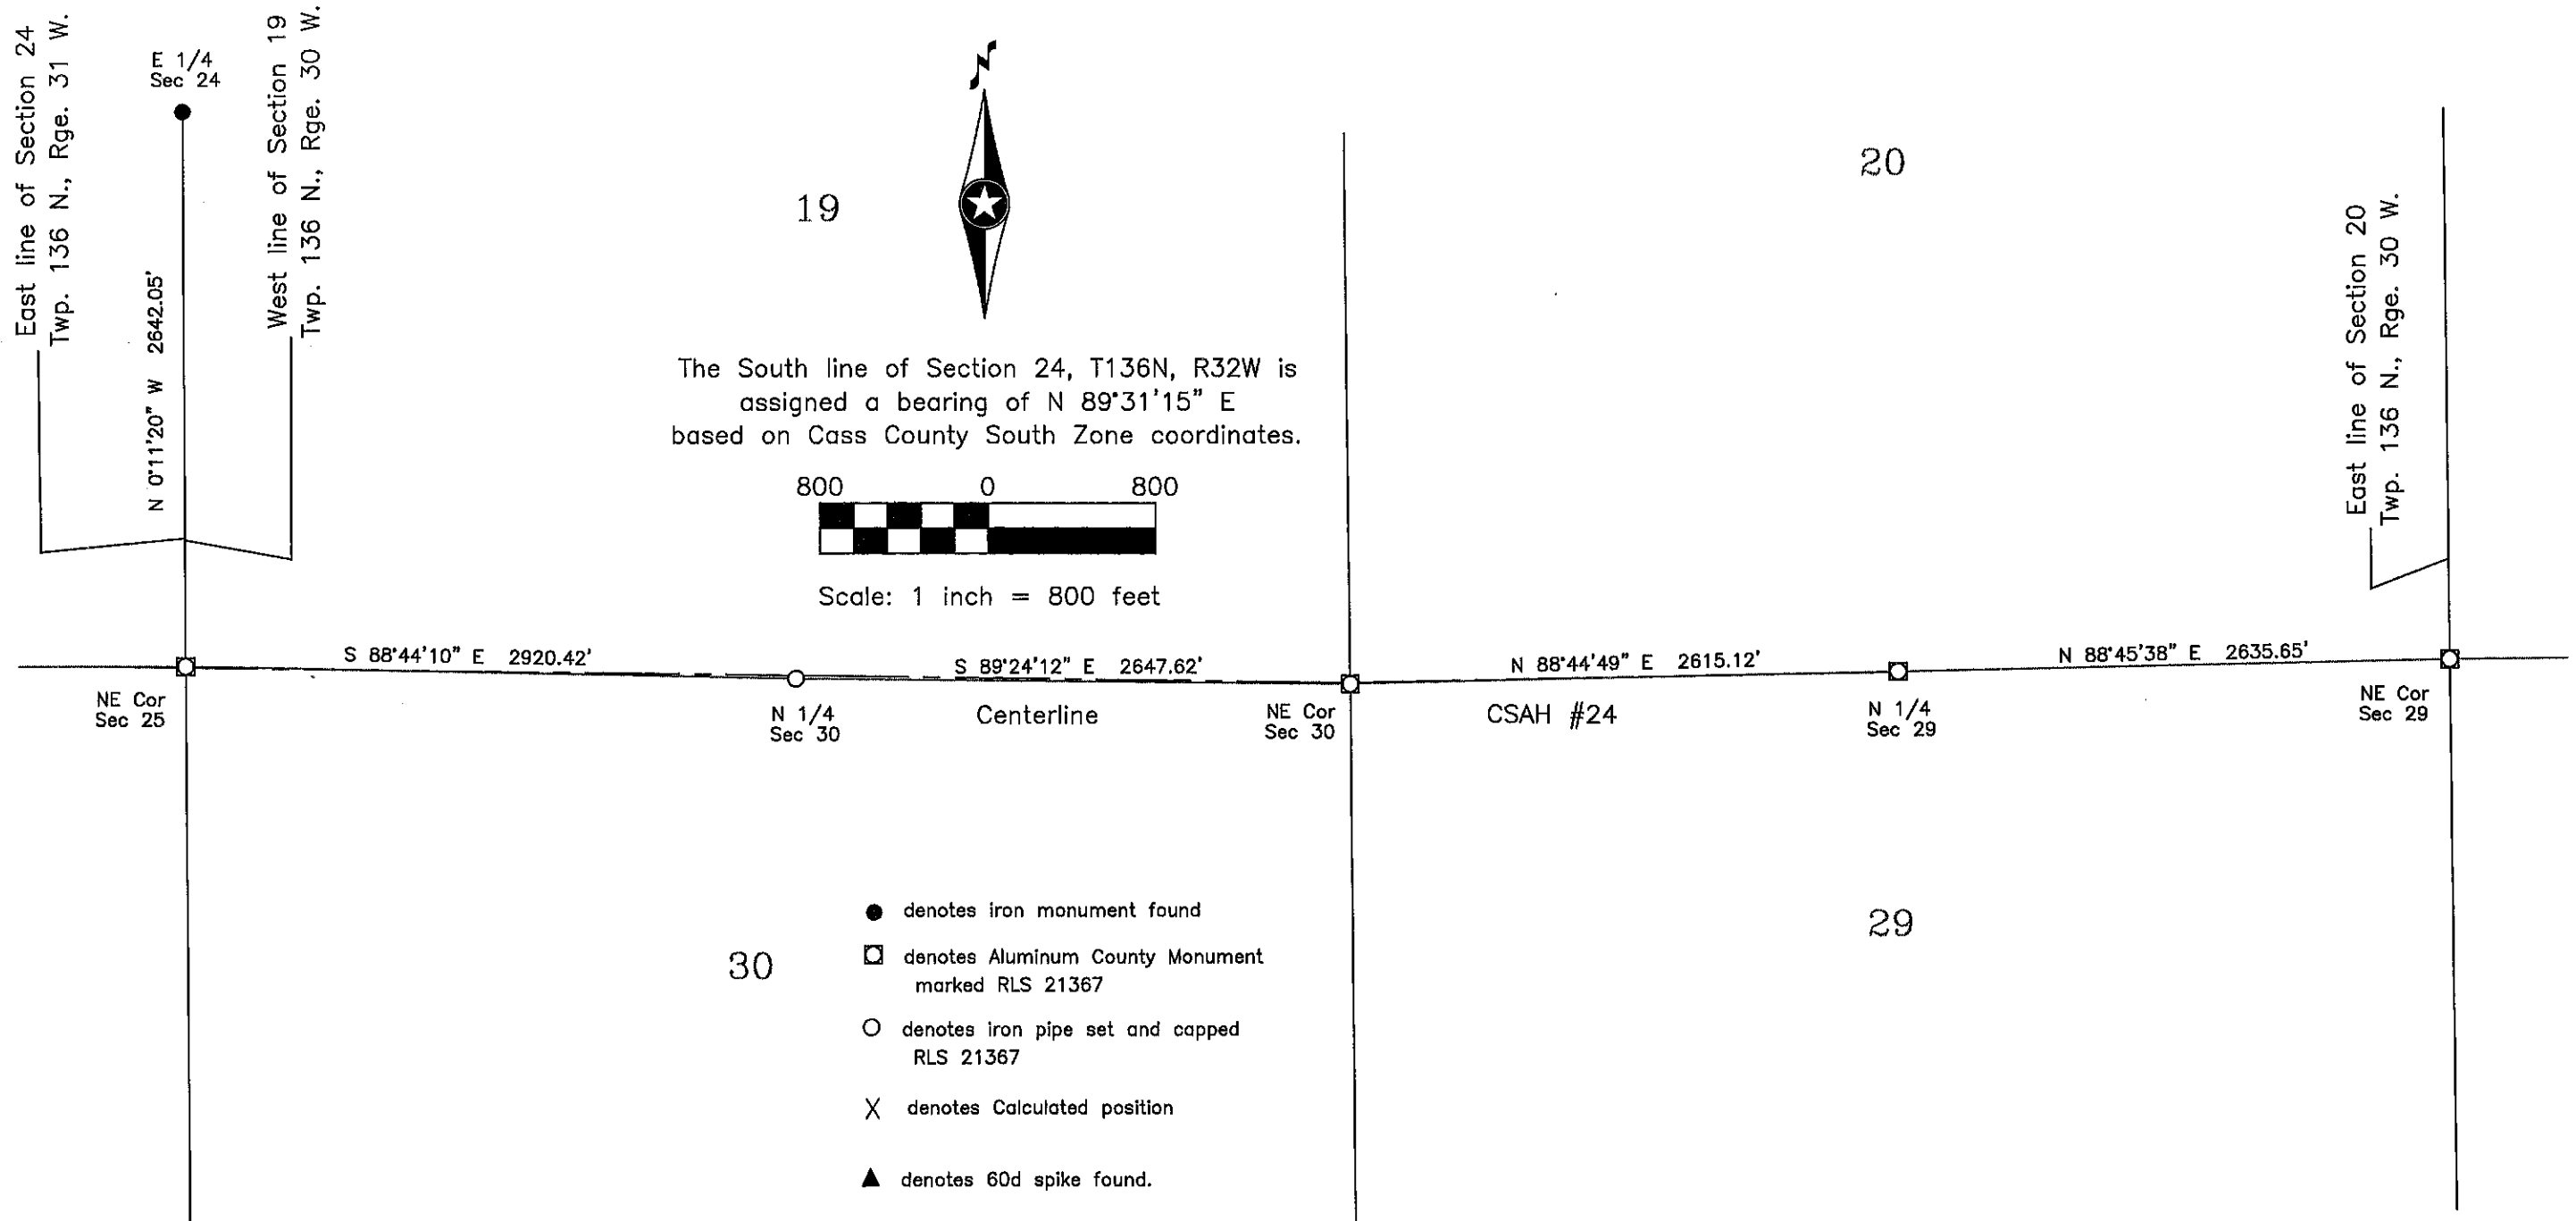 East line of Section 24
Twp. 136 N., Rge. 31 W.
E 1/4
Sec 24
N 0°11'20" W 2642.05'
West line of Section 19
Twp. 136 N., Rge. 30 W.
N
19
20
East line of Section 20
Twp. 136 N., Rge. 30 W.
The South line of Section 24, T136N, R32W is
assigned a bearing of N 89°31'15" E
based on Cass County South Zone coordinates.
800 0 800
Scale: 1 inch = 800 feet
S 88°44'10" E 2920.42'
S 89°24'12" E 2647.62'
N 88°44'49" E 2615.12'
N 88°45'38" E 2635.65'
NE Cor
Sec 25
N 1/4
Sec 30
Centerline
NE Cor
Sec 30
CSAH #24
N 1/4
Sec 29
NE Cor
Sec 29
30
29
denotes iron monument found
denotes Aluminum County Monument
marked RLS 21367
denotes iron pipe set and capped
RLS 21367
X denotes Calculated position
denotes 60d spike found.